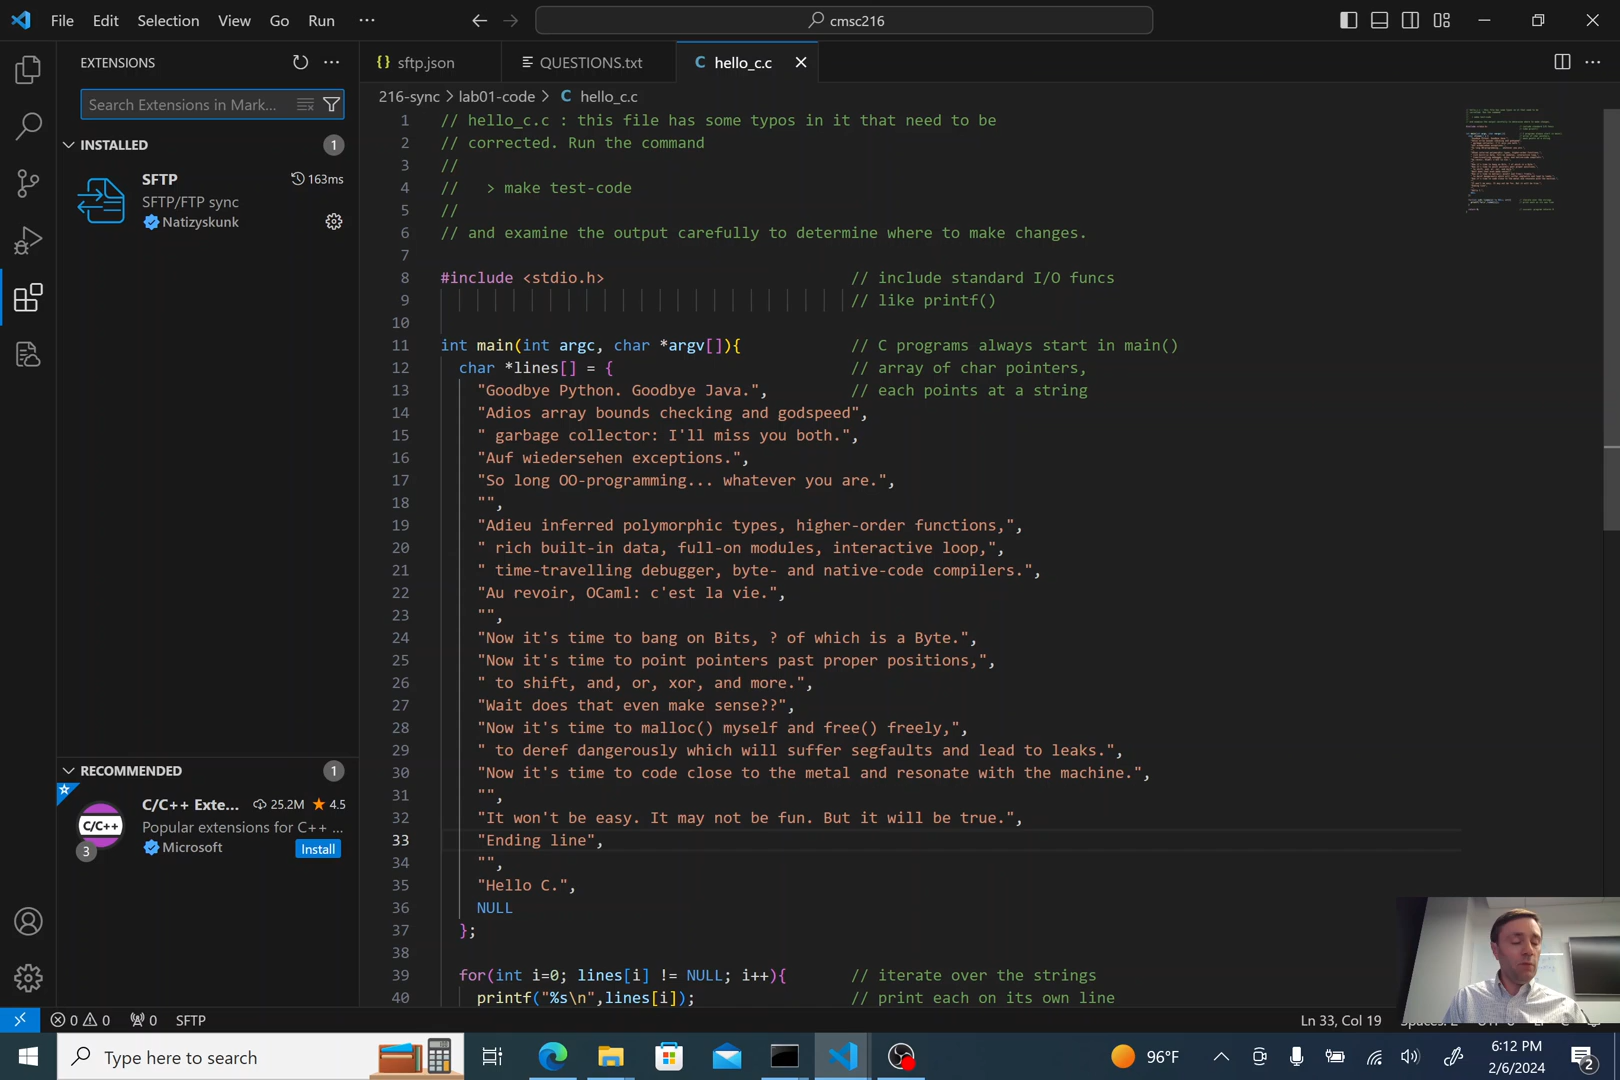 File Edit Selection View Go Run ··· cmsc216
EXTENSIONS
Search Extensions in Mark...
INSTALLED 1
SFTP 163ms
SFTP/FTP sync
Natizyskunk
RECOMMENDED 1
C/C++ Exte... 25.2M 4.5
C/C++
Popular extensions for C++ ...
3 Microsoft Install
{} sftp.json QUESTIONS.txt C hello_c.c
216-sync > lab01-code > C hello_c.c
1 // hello_c.c : this file has some typos in it that need to be
2 // corrected. Run the command
3 //
4 //   > make test-code
5 //
6 // and examine the output carefully to determine where to make changes.
7
8 #include <stdio.h> // include standard I/O funcs
9 // like printf()
10
11 int main(int argc, char *argv[]){ // C programs always start in main()
12 char *lines[] = { // array of char pointers,
13 "Goodbye Python. Goodbye Java.", // each points at a string
14 "Adios array bounds checking and godspeed",
15 " garbage collector: I'll miss you both.",
16 "Auf wiedersehen exceptions.",
17 "So long OO-programming... whatever you are.",
18 "",
19 "Adieu inferred polymorphic types, higher-order functions,",
20 " rich built-in data, full-on modules, interactive loop,",
21 " time-travelling debugger, byte- and native-code compilers.",
22 "Au revoir, OCaml: c'est la vie.",
23 "",
24 "Now it's time to bang on Bits, ? of which is a Byte.",
25 "Now it's time to point pointers past proper positions,",
26 " to shift, and, or, xor, and more.",
27 "Wait does that even make sense??",
28 "Now it's time to malloc() myself and free() freely,",
29 " to deref dangerously which will suffer segfaults and lead to leaks.",
30 "Now it's time to code close to the metal and resonate with the machine.",
31 "",
32 "It won't be easy. It may not be fun. But it will be true.",
33 "Ending line",
34 "",
35 "Hello C.",
36 NULL
37 };
38
39 for(int i=0; lines[i] != NULL; i++){ // iterate over the strings
40 printf("%s\n",lines[i]); // print each on its own line
0 0 0 SFTP Ln 33, Col 19
Type here to search 96°F 6:12 PM
2/6/2024 2